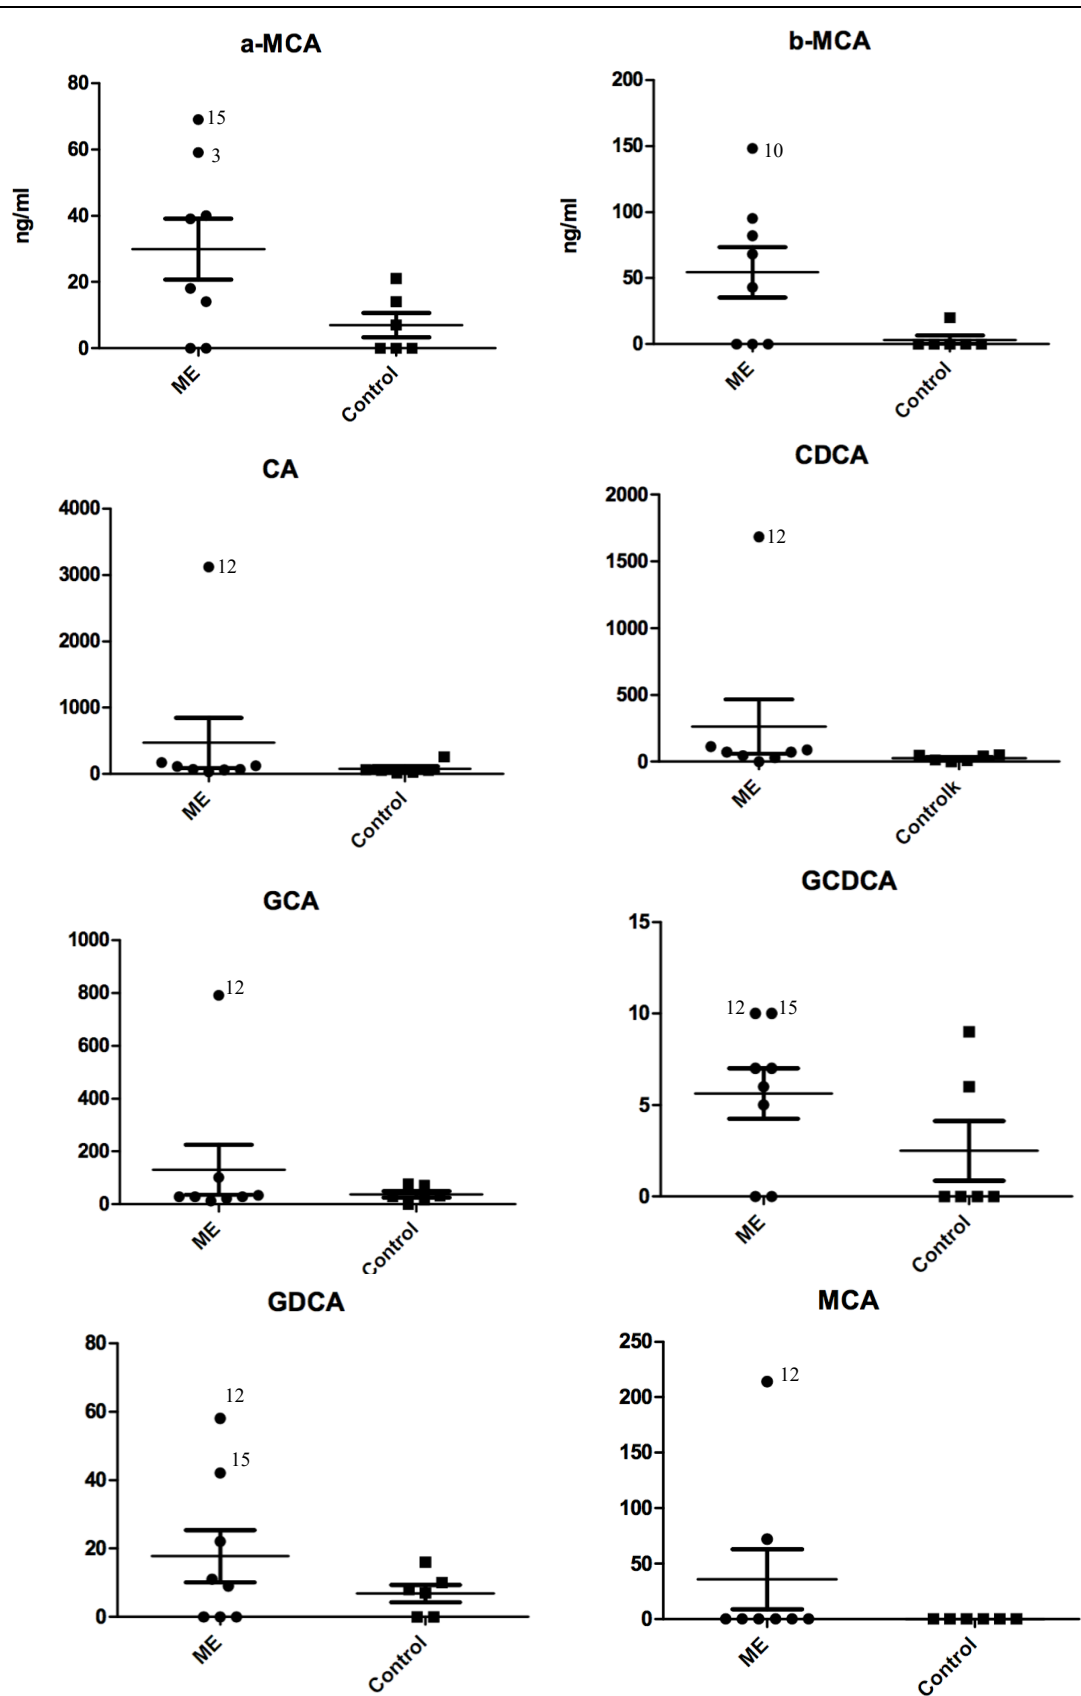 a-MCA
80
60
40
20
0
ng/ml
15
3
ME
Control
b-MCA
200
150
100
50
0
ng/ml
10
ME
Control
CA
4000
3000
2000
1000
0
12
ME
Control
CDCA
2000
1500
1000
500
0
12
ME
Controlk
GCA
1000
800
600
400
200
0
12
ME
Control
GCDCA
15
10
5
0
12 15
ME
Control
GDCA
80
60
40
20
0
12
15
ME
Control
MCA
250
200
150
100
50
0
12
ME
Control